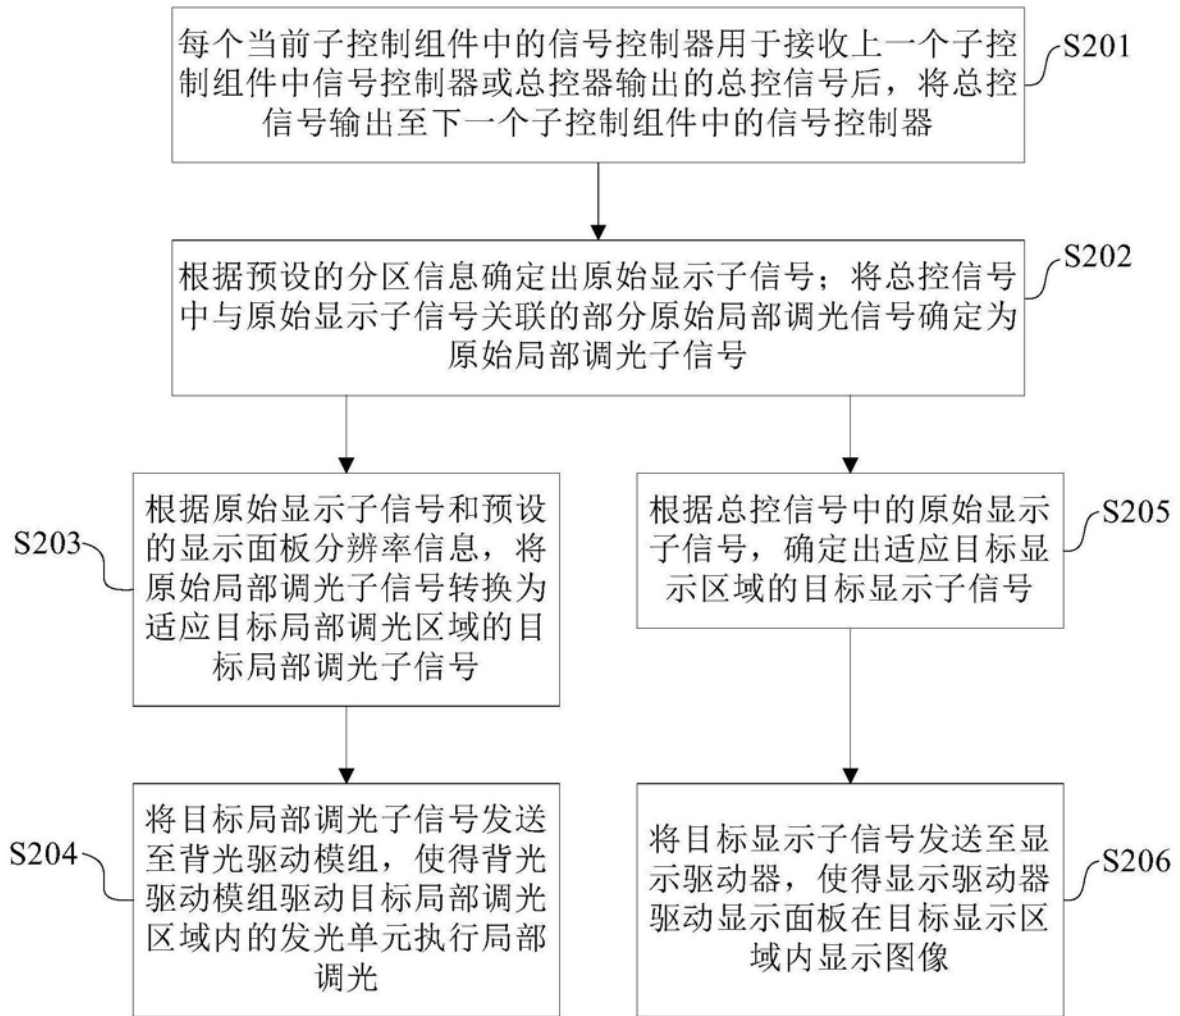 每个当前子控制组件中的信号控制器用于接收上一个子控
制组件中信号控制器或总控器输出的总控信号后，将总控
信号输出至下一个子控制组件中的信号控制器
S201
根据预设的分区信息确定出原始显示子信号；将总控信号
中与原始显示子信号关联的部分原始局部调光信号确定为
原始局部调光子信号
S202
S203
根据原始显示子信号和预设
的显示面板分辨率信息，将
原始局部调光子信号转换为
适应目标局部调光区域的目
标局部调光子信号
根据总控信号中的原始显示
子信号，确定出适应目标显
示区域的目标显示子信号
S205
S204
将目标局部调光子信号发送
至背光驱动模组，使得背光
驱动模组驱动目标局部调光
区域内的发光单元执行局部
调光
将目标显示子信号发送至显
示驱动器，使得显示驱动器
驱动显示面板在目标显示区
域内显示图像
S206